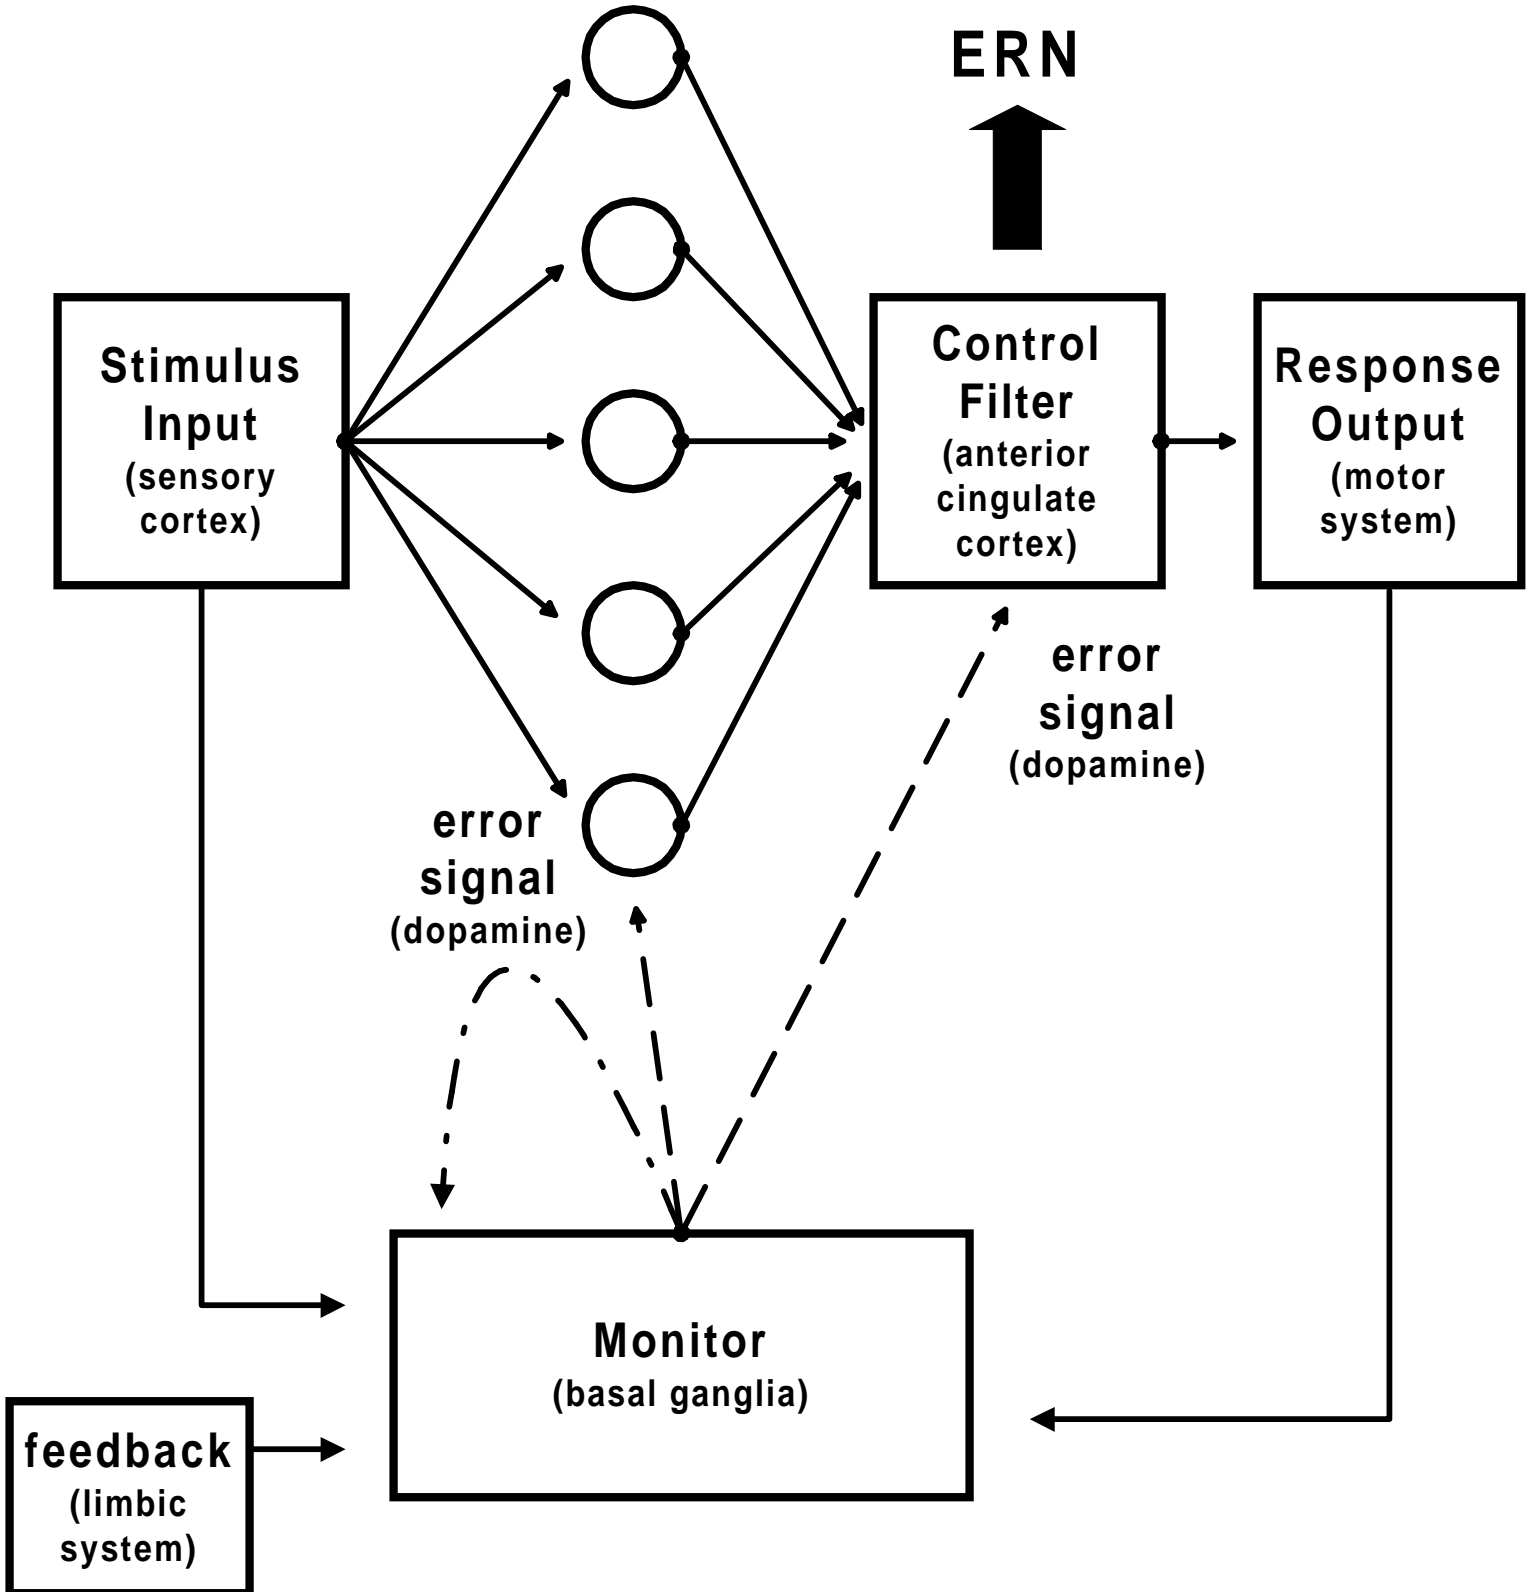 ERN
Stimulus
Input
(sensory
cortex)
Control
Filter
(anterior
cingulate
cortex)
Response
Output
(motor
system)
error
signal
(dopamine)
error
signal
(dopamine)
Monitor
(basal ganglia)
feedback
(limbic
system)